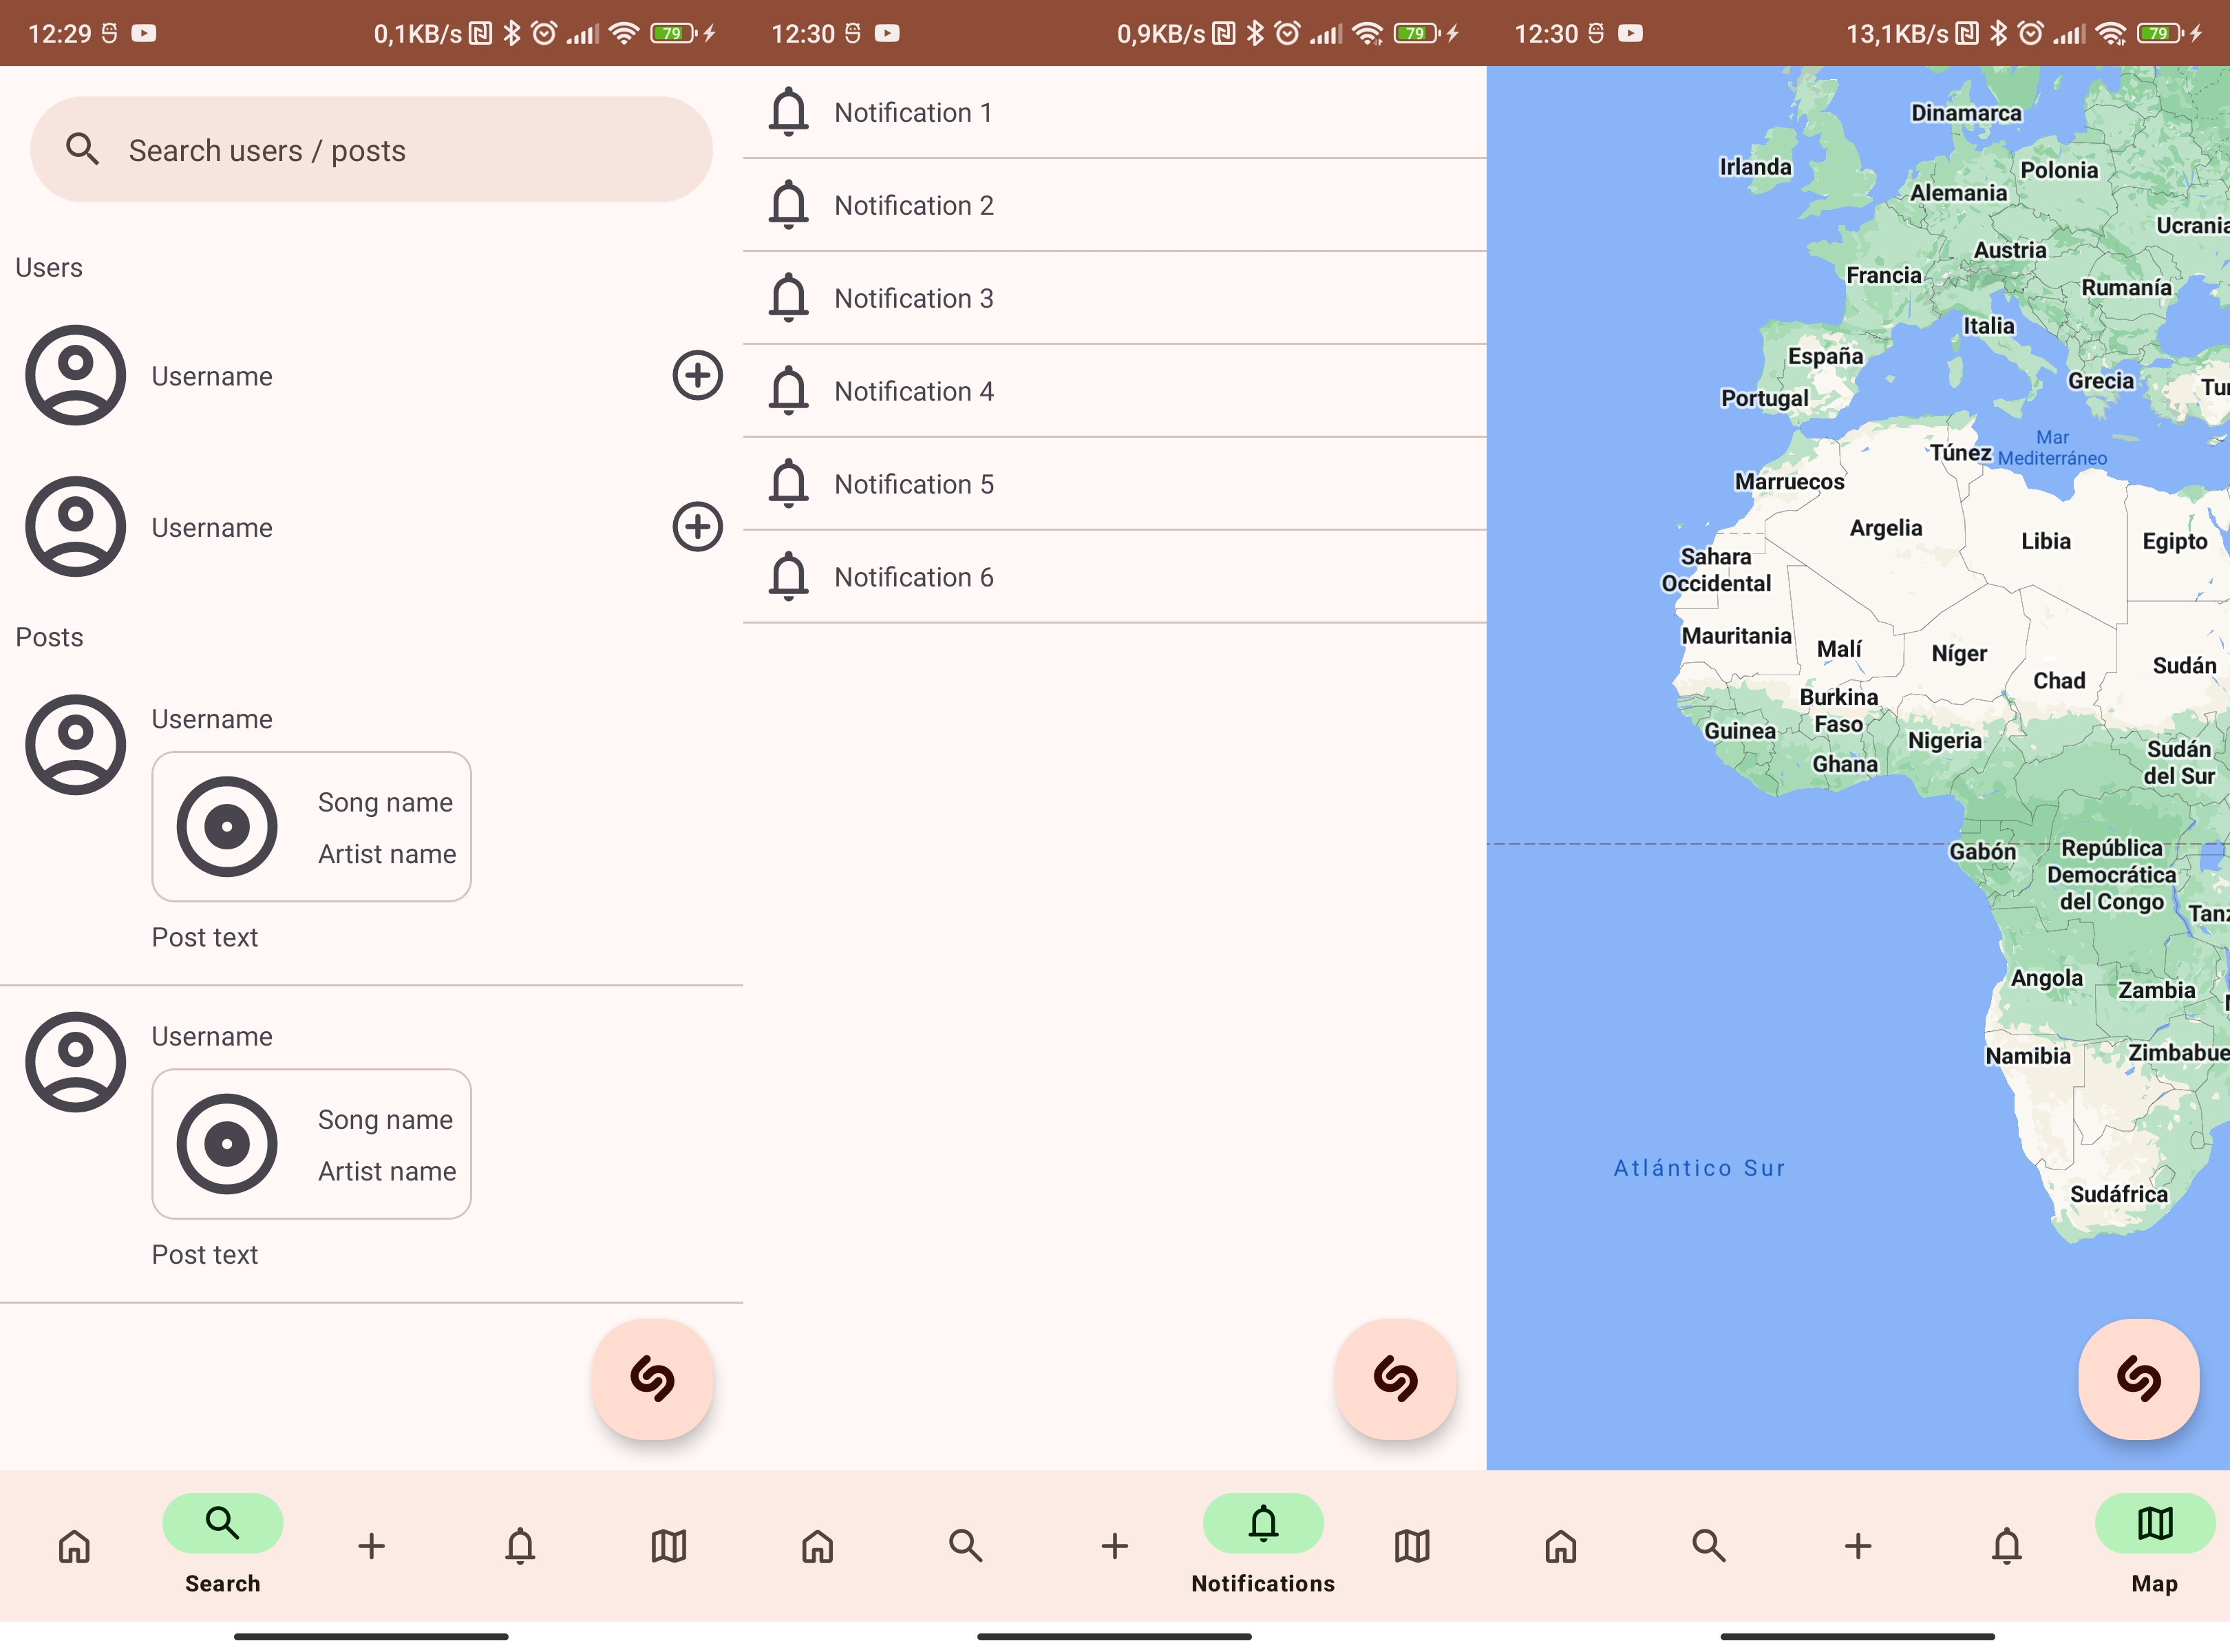 12:29
0,1KB/s
79
Search users / posts
Users
Username
Username
Posts
Username
Song name
Artist name
Post text
Username
Song name
Artist name
Post text
Search
12:30
0,9KB/s
79
Notification 1
Notification 2
Notification 3
Notification 4
Notification 5
Notification 6
Notifications
12:30
13,1KB/s
79
Dinamarca
Irlanda
Polonia
Alemania
Ucrania
Austria
Francia
Rumanía
Italia
España
Grecia
Tur
Portugal
Mar
Mediterráneo
Túnez
Marruecos
Argelia
Libia
Egipto
Sahara
Occidental
Mauritania
Malí
Níger
Sudán
Chad
Burkina
Faso
Guinea
Nigeria
Sudán
del Sur
Ghana
Gabón
República
Democrática
del Congo
Tanz
Angola
Zambia
Namibia
Zimbabue
Atlántico Sur
Sudáfrica
Map